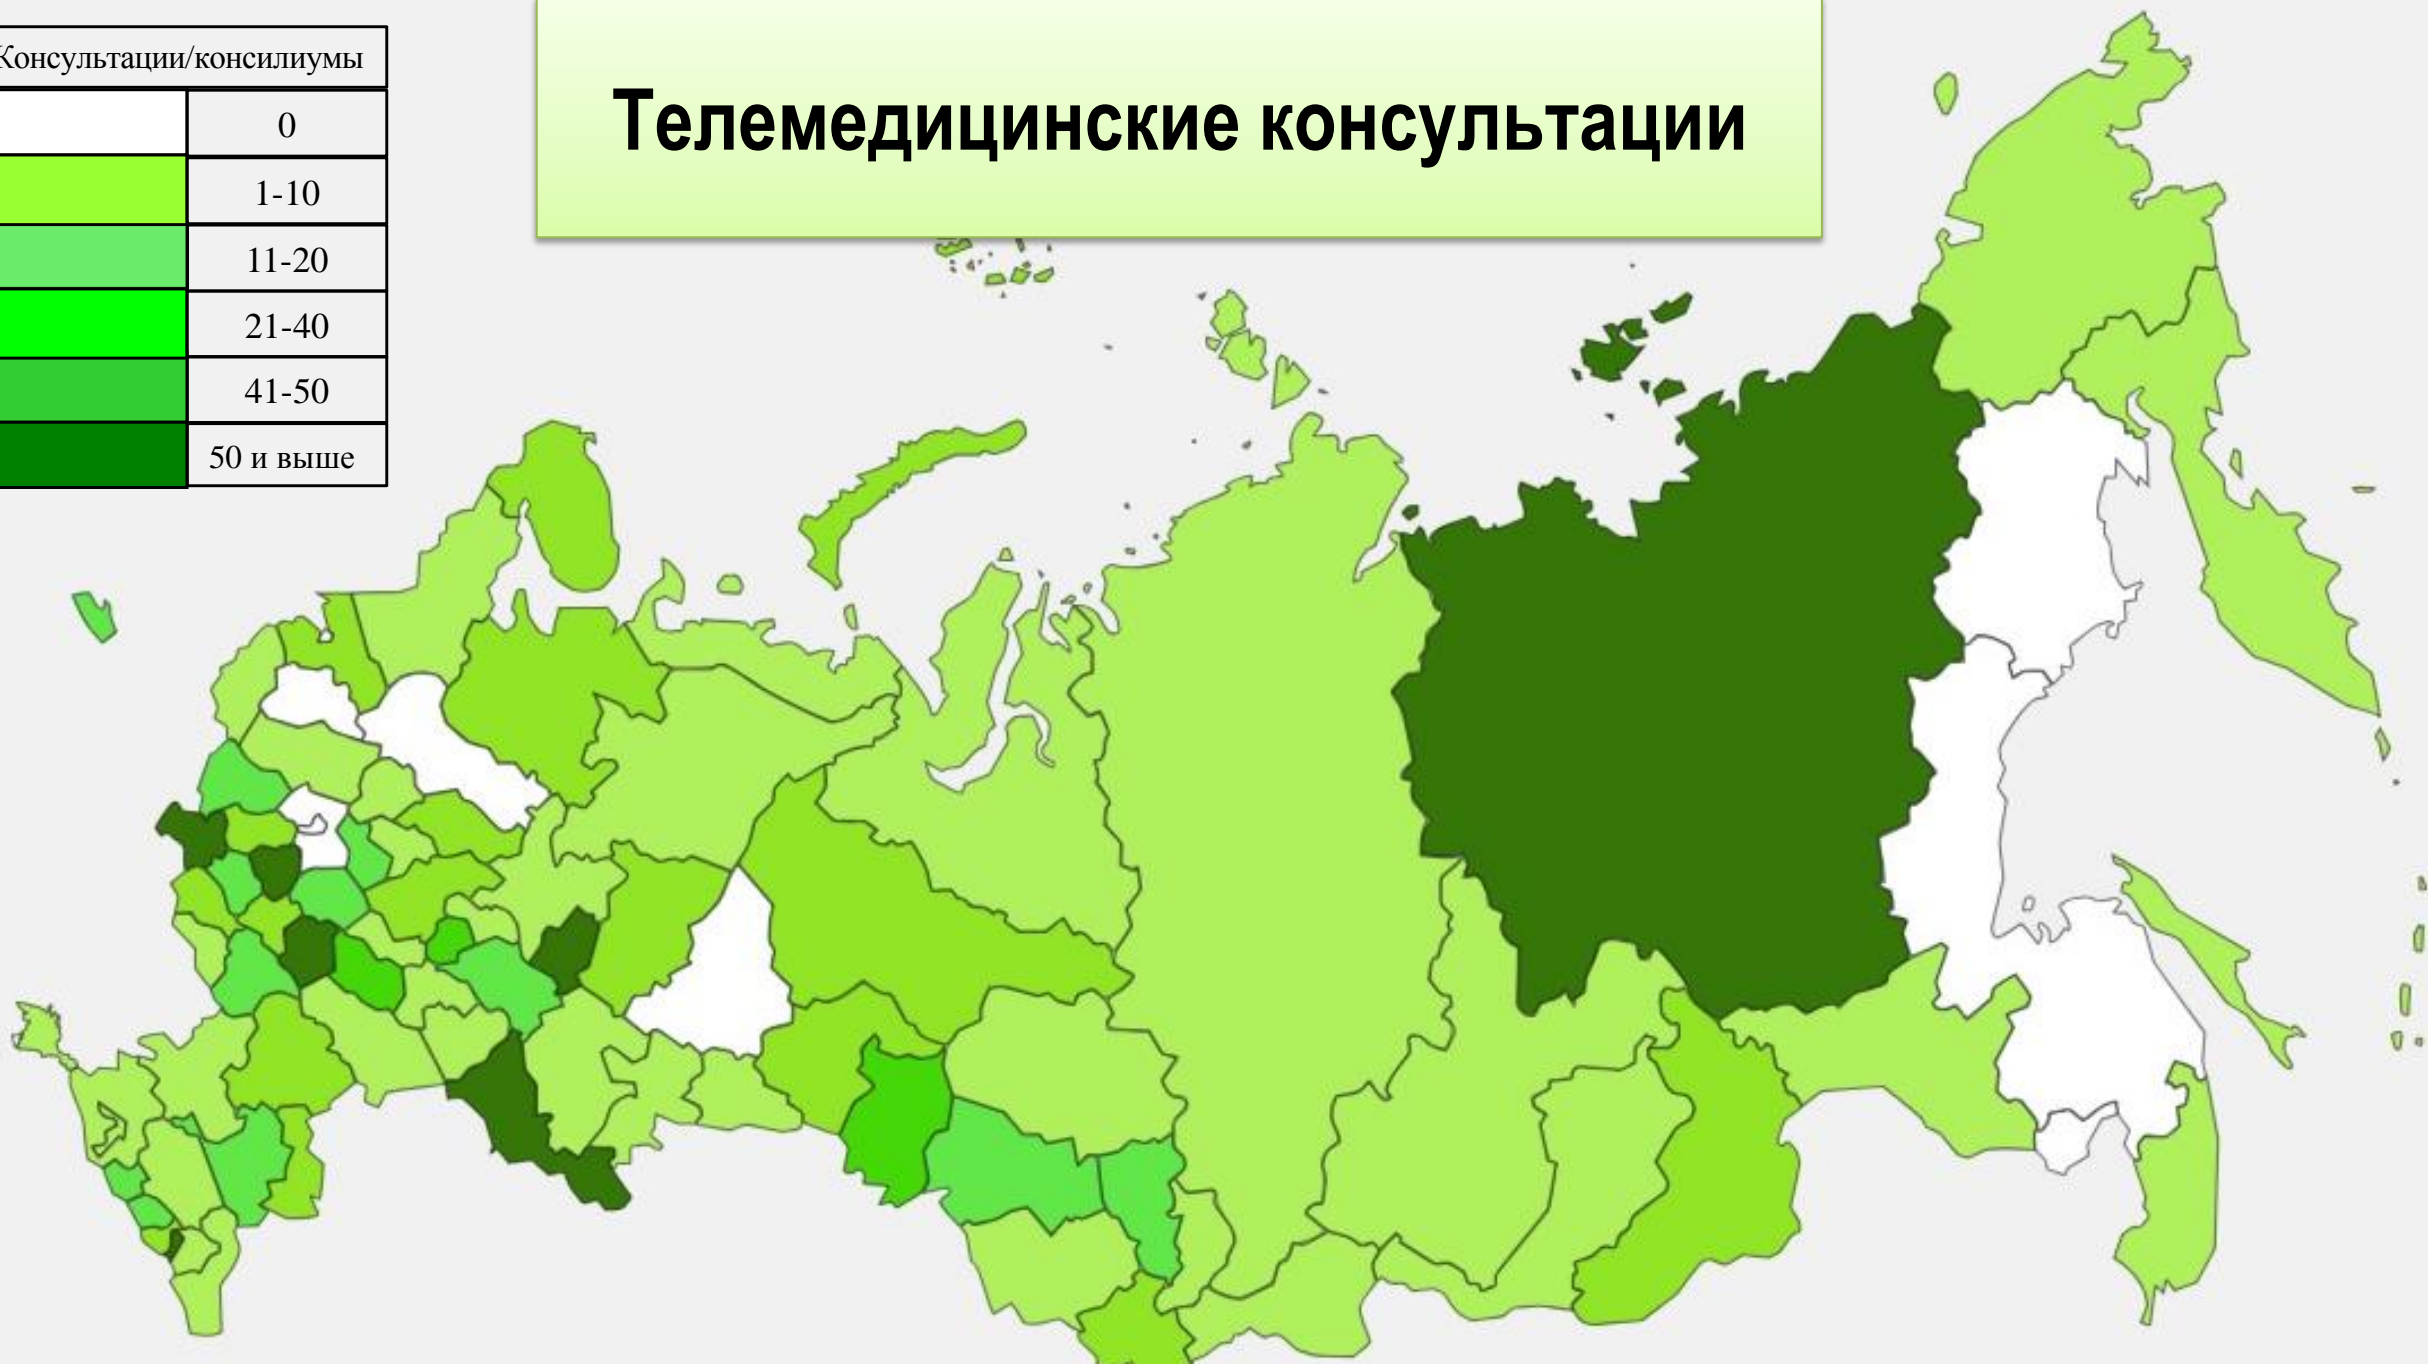 Консультации/консилиумы
0
1-10
11-20
21-40
41-50
50 и выше
Телемедицинские консультации